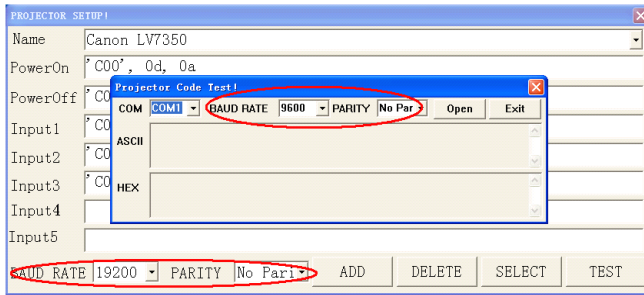 PROJECTOR SETUP!
Name Canon LV7350
PowerOn 'C00', 0d, 0a
Projector Code Test!
PowerOff 'C0
COM COM1 BAUD RATE 9600 PARITY No Par Open Exit
Input1 'C0
ASCII
Input2 'C0
Input3 'C0
HEX
Input4
Input5
BAUD RATE 19200 PARITY No Pari ADD DELETE SELECT TEST